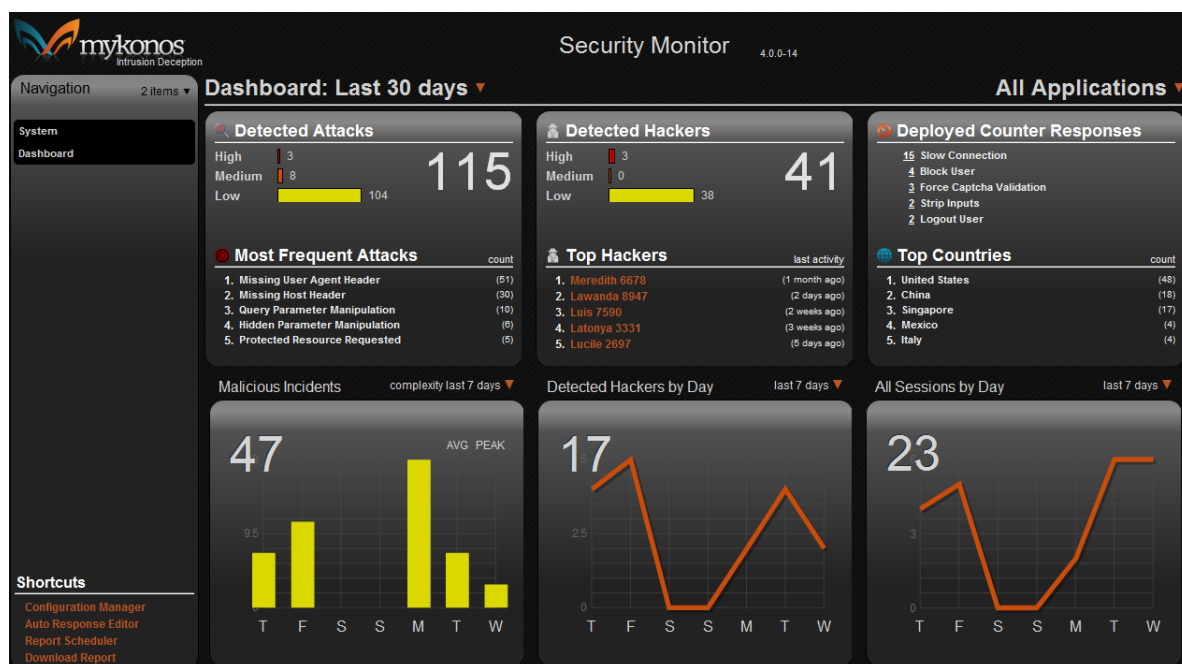 mykonos
Intrusion Deception
Security Monitor 4.0.0-14
Navigation 2 items ▼
System
Dashboard
Dashboard: Last 30 days ▼
All Applications ▼
Detected Attacks
High 3
Medium 8
Low 104
115
Most Frequent Attacks count
1. Missing User Agent Header (51)
2. Missing Host Header (30)
3. Query Parameter Manipulation (10)
4. Hidden Parameter Manipulation (6)
5. Protected Resource Requested (5)
Detected Hackers
High 3
Medium 0
Low 38
41
Top Hackers last activity
1. Meredith 6678 (1 month ago)
2. Lawanda 8947 (2 days ago)
3. Luis 7590 (2 weeks ago)
4. Latonya 3331 (3 weeks ago)
5. Lucile 2697 (5 days ago)
Deployed Counter Responses
15 Slow Connection
4 Block User
3 Force Captcha Validation
2 Strip Inputs
2 Logout User
Top Countries count
1. United States (48)
2. China (18)
3. Singapore (17)
4. Mexico (4)
5. Italy (4)
Malicious Incidents complexity last 7 days ▼
47
AVG PEAK
9.5
0
T F S S M T W
Detected Hackers by Day last 7 days ▼
17
5
2.5
0
T F S S M T W
All Sessions by Day last 7 days ▼
23
3
0
T F S S M T W
Shortcuts
Configuration Manager
Auto Response Editor
Report Scheduler
Download Report